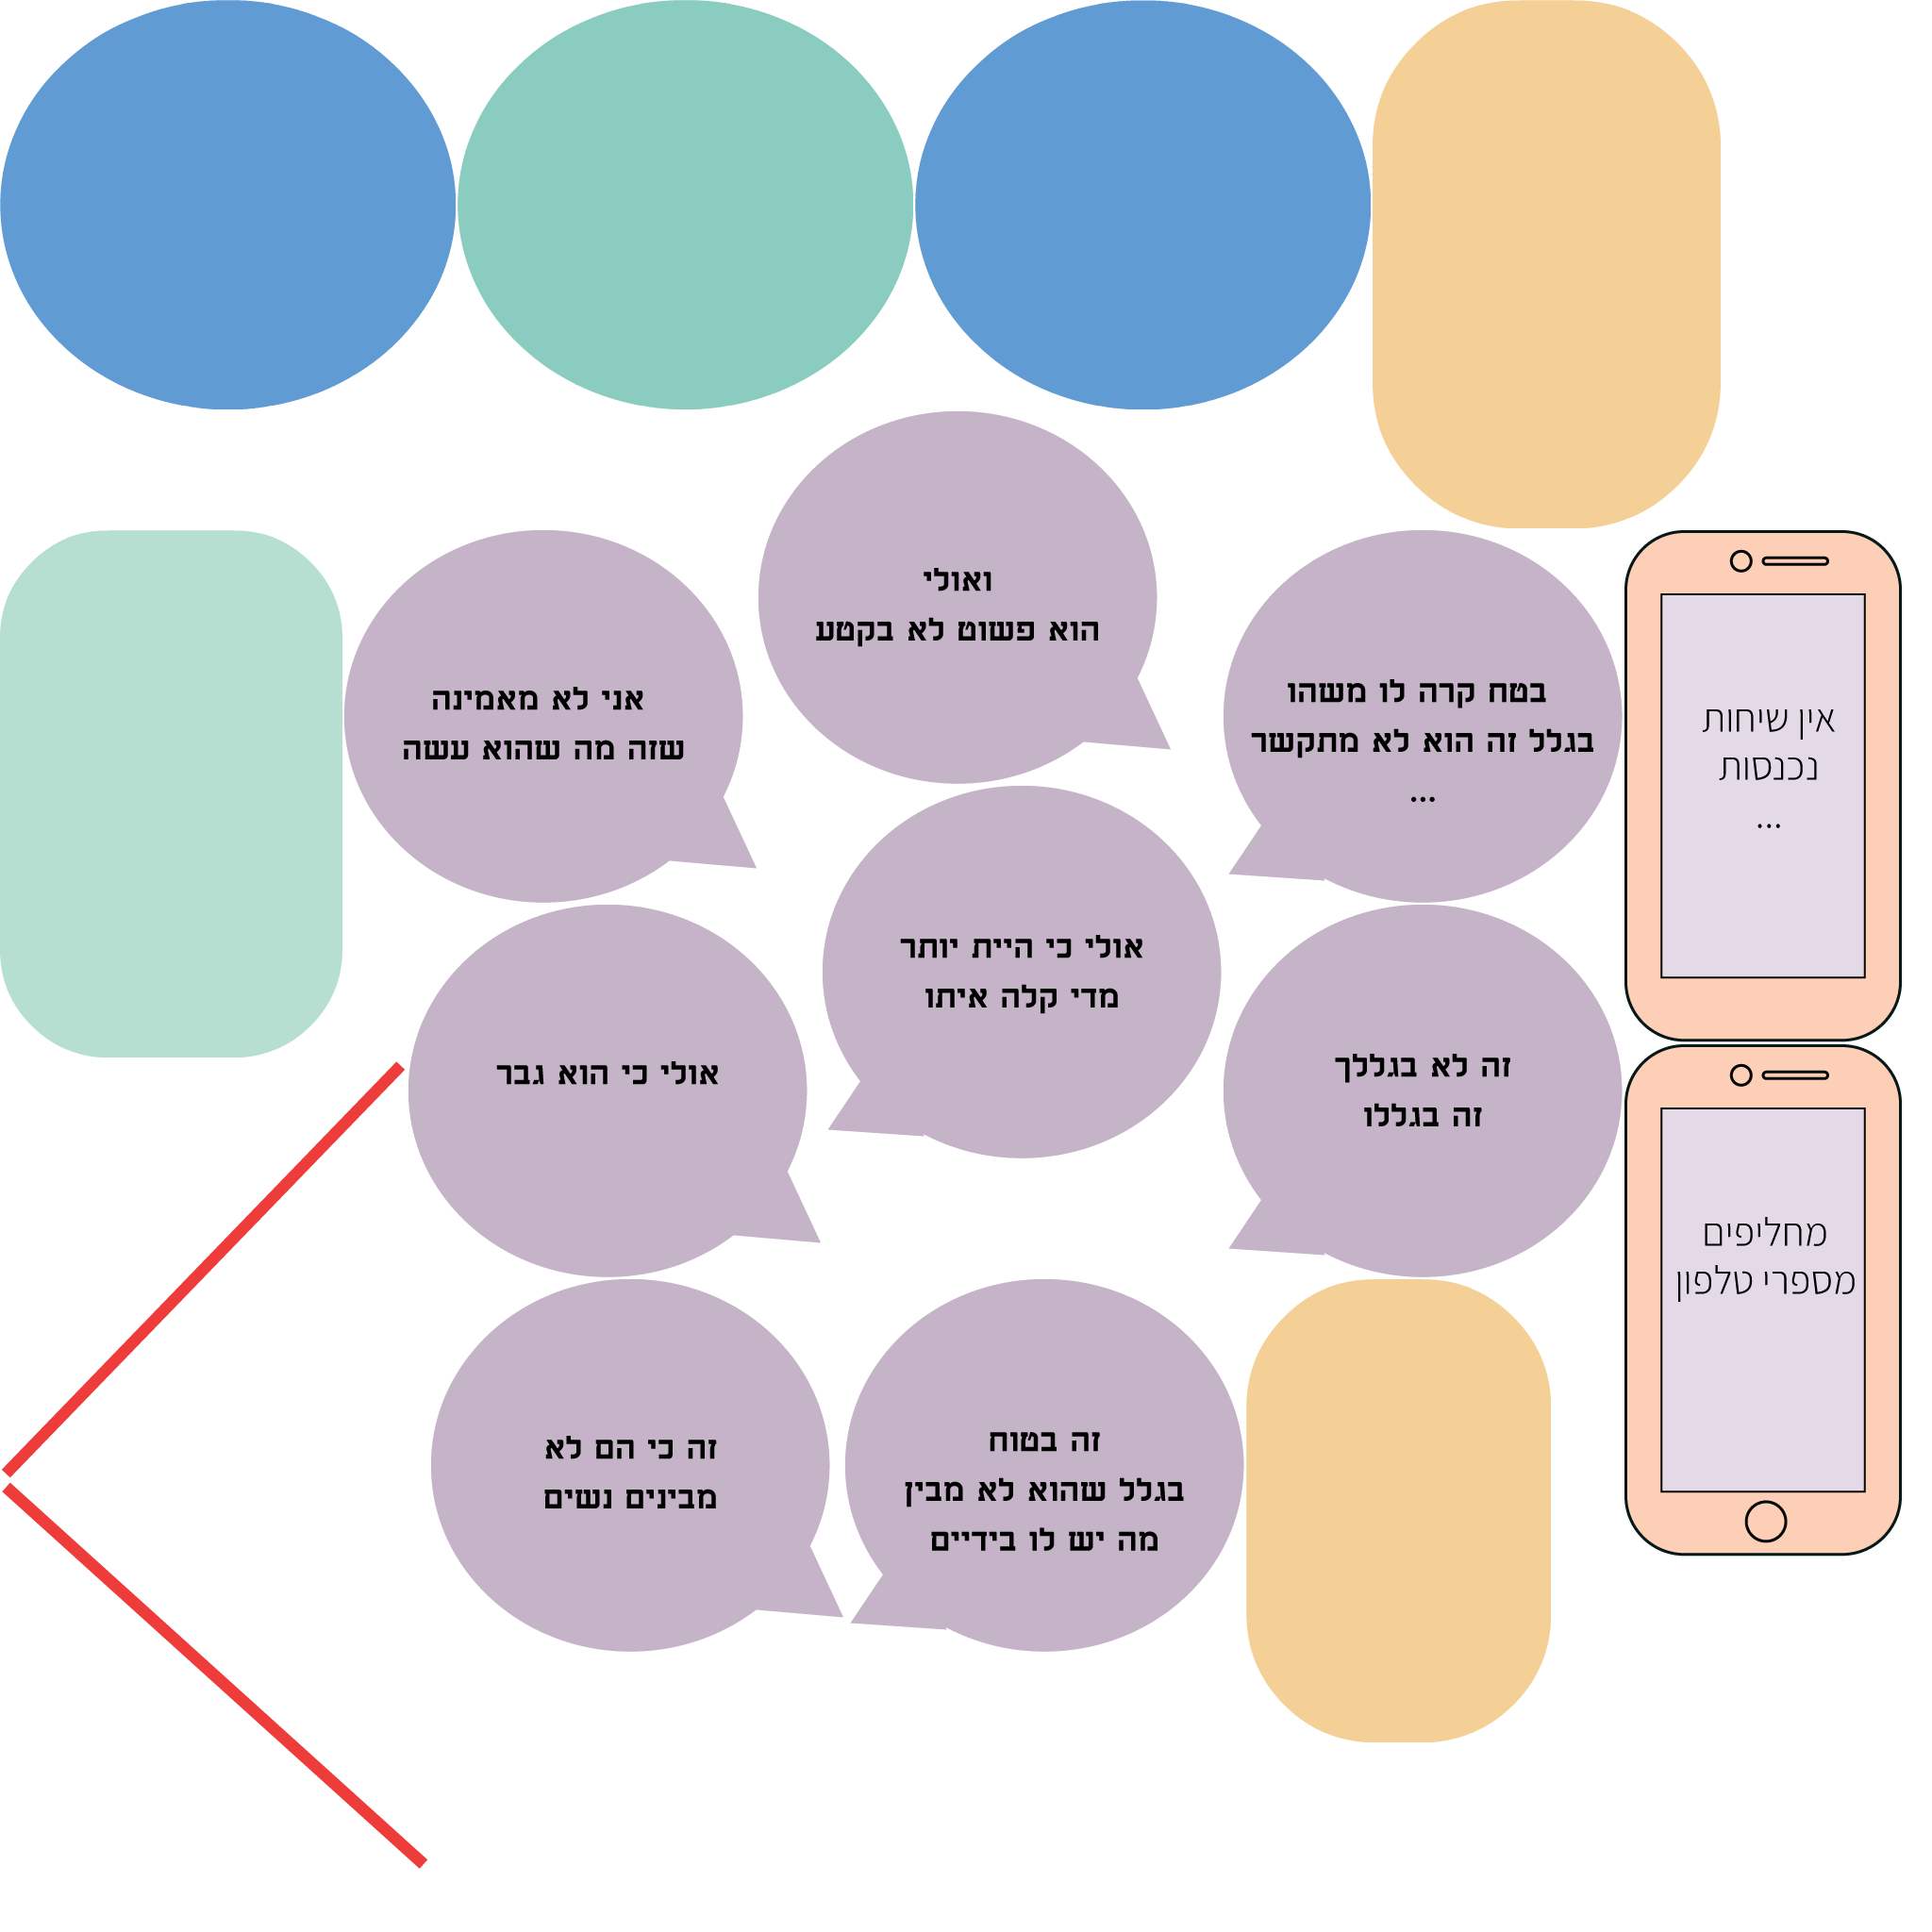 ואולי
הוא פשוט לא בקטע
בטח קרה לו משהו
בגלל זה הוא לא מתקשר
...
אין שיחות
נכנסות
...
אני לא מאמינה
שזה מה שהוא עשה
אולי כי היית יותר
מדי קלה איתו
זה לא בגללך
זה בגללו
אולי כי הוא גבר
מחליפים
מספרי טלפון
זה בטוח
בגלל שהוא לא מבין
מה יש לו בידיים
זה כי הם לא
מבינים נשים